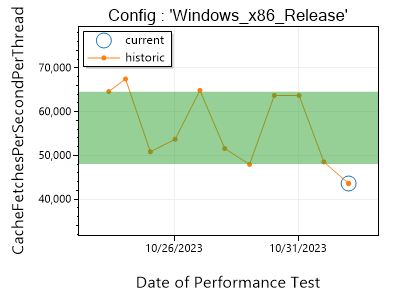 Config : 'Windows_x86_Release'
CacheFetchesPerSecondPerThread
current
historic
70,000
60,000
50,000
40,000
10/26/2023
10/31/2023
Date of Performance Test